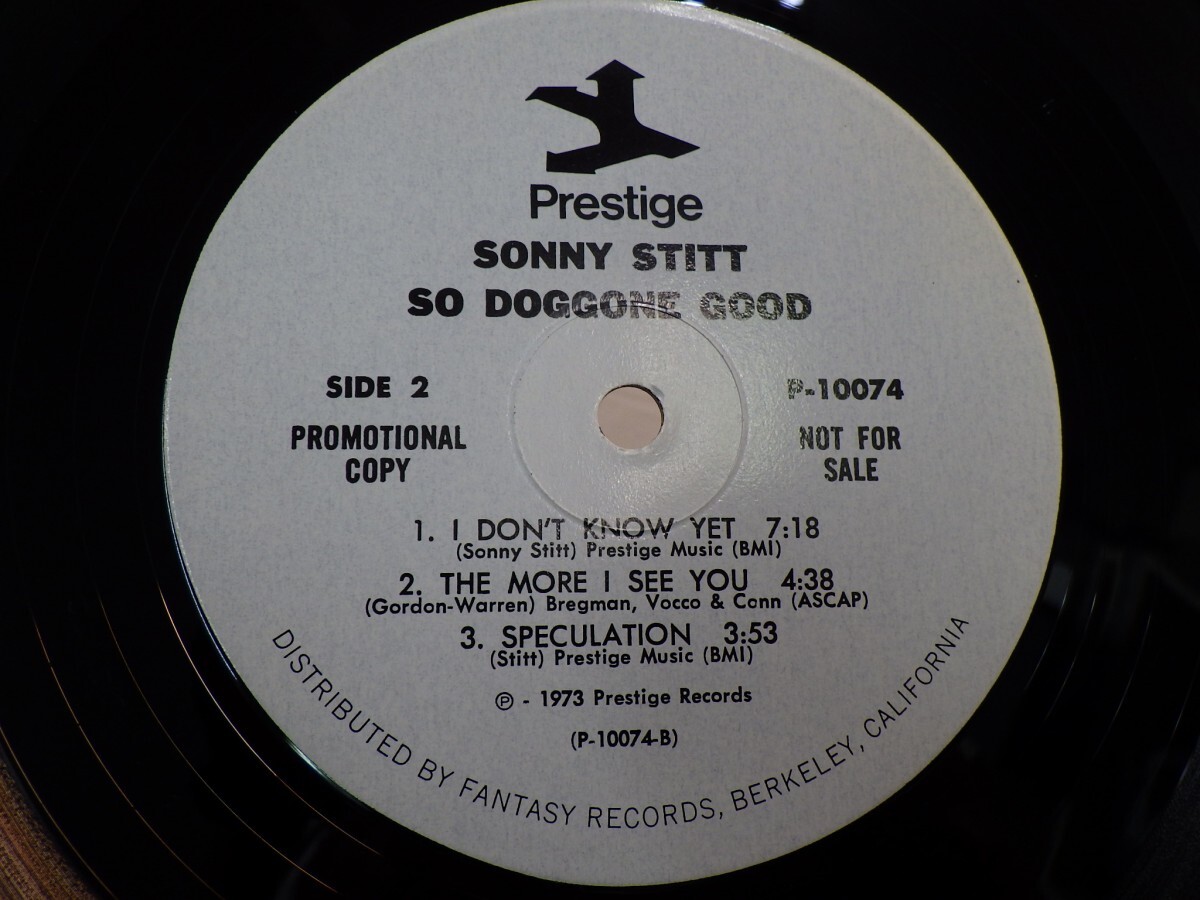 Prestige
SONNY STITT
SO DOGGONE GOOD
SIDE 2
P-10074
PROMOTIONAL
COPY
NOT FOR
SALE
1. I DON'T KNOW YET 7:18
(Sonny Stitt) Prestige Music (BMI)
2. THE MORE I SEE YOU 4:38
(Gordon-Warren) Bregman, Vocco & Conn (ASCAP)
3. SPECULATION 3:53
(Stitt) Prestige Music (BMI)
℗ - 1973 Prestige Records
(P-10074-B)
DISTRIBUTED BY FANTASY RECORDS, BERKELEY, CALIFORNIA